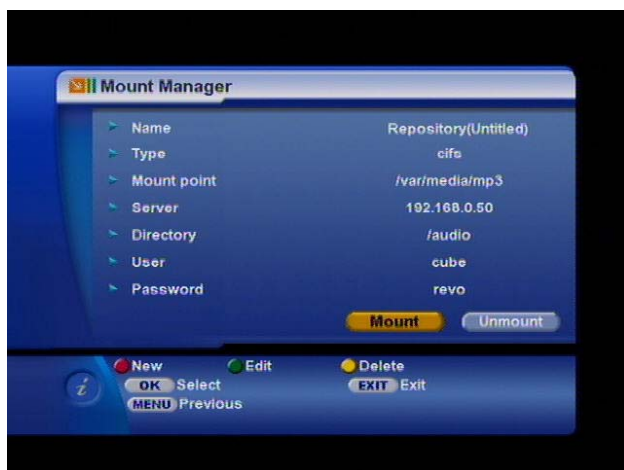 Mount Manager
Name Repository(Untitled)
Type cifs
Mount point /var/media/mp3
Server 192.168.0.50
Directory /audio
User cube
Password revo
Mount Unmount
i New Edit Delete
OK Select EXIT Exit
MENU Previous